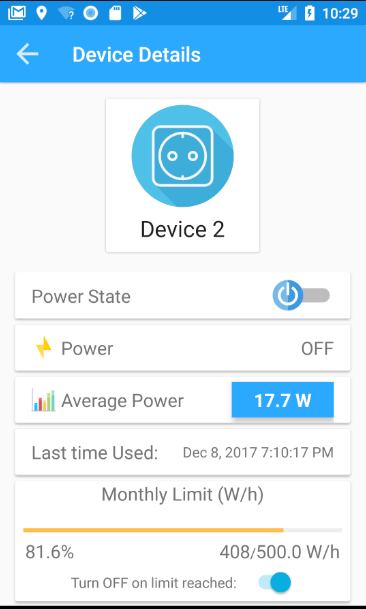 LTE 10:29
Device Details
Device 2
Power State
Power OFF
Average Power 17.7 W
Last time Used: Dec 8, 2017 7:10:17 PM
Monthly Limit (W/h)
81.6% 408/500.0 W/h
Turn OFF on limit reached: